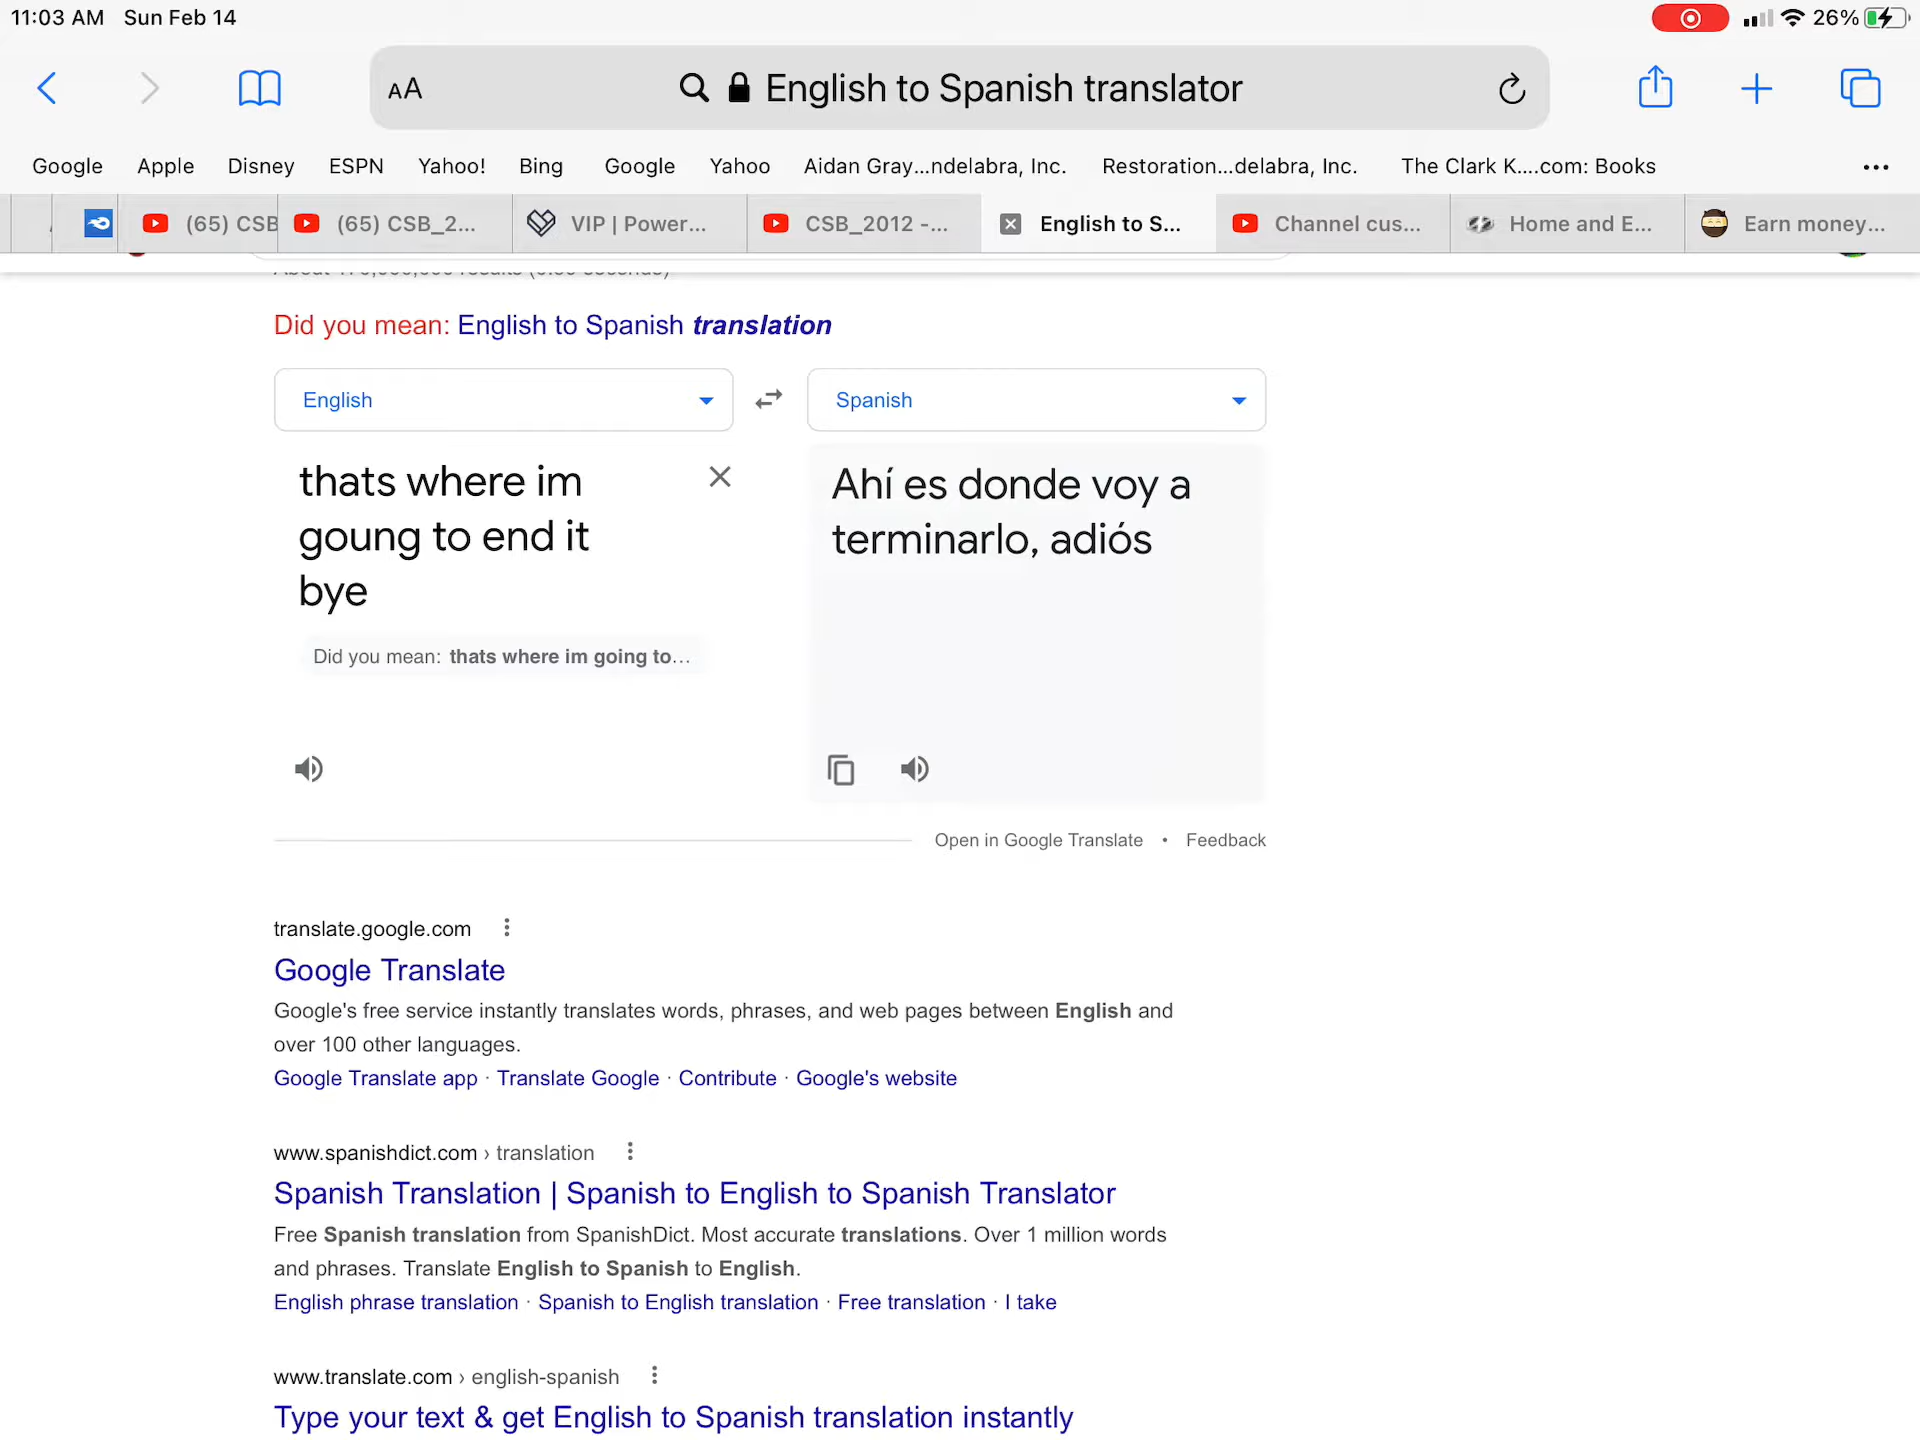 11:03 AM Sun Feb 14 26%
AA English to Spanish translator
Google Apple Disney ESPN Yahoo! Bing Google Yahoo Aidan Gray...ndelabra, Inc. Restoration...delabra, Inc. The Clark K....com: Books
(65) CSB (65) CSB_2... VIP | Power... CSB_2012 -... English to S... Channel cus... Home and E... Earn money...
Did you mean: English to Spanish translation
English Spanish
thats where im
goung to end it
bye
Did you mean: thats where im going to...
Ahí es donde voy a
terminarlo, adiós
Open in Google Translate • Feedback
translate.google.com
Google Translate
Google's free service instantly translates words, phrases, and web pages between English and
over 100 other languages.
Google Translate app · Translate Google · Contribute · Google's website
www.spanishdict.com › translation
Spanish Translation | Spanish to English to Spanish Translator
Free Spanish translation from SpanishDict. Most accurate translations. Over 1 million words
and phrases. Translate English to Spanish to English.
English phrase translation · Spanish to English translation · Free translation · I take
www.translate.com › english-spanish
Type your text & get English to Spanish translation instantly